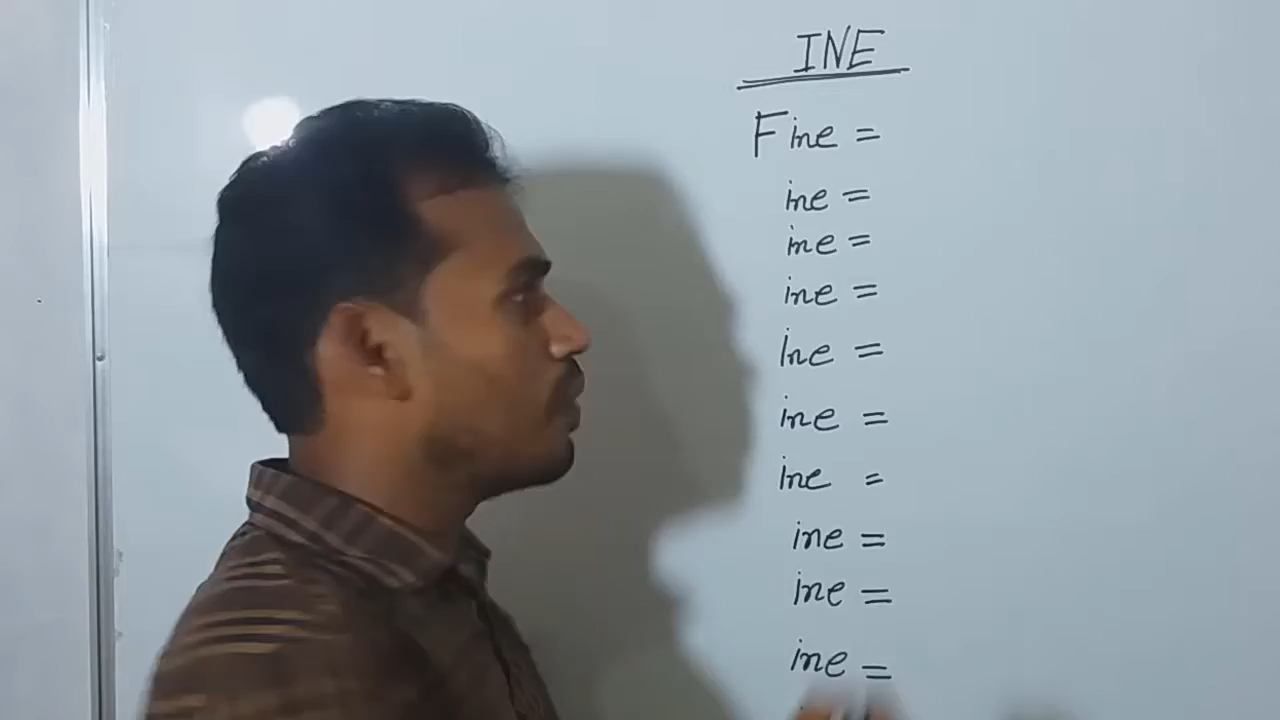 INE
Fine =
ine =
ine =
ine =
ine =
ine =
ine =
ine =
ine =
ine =